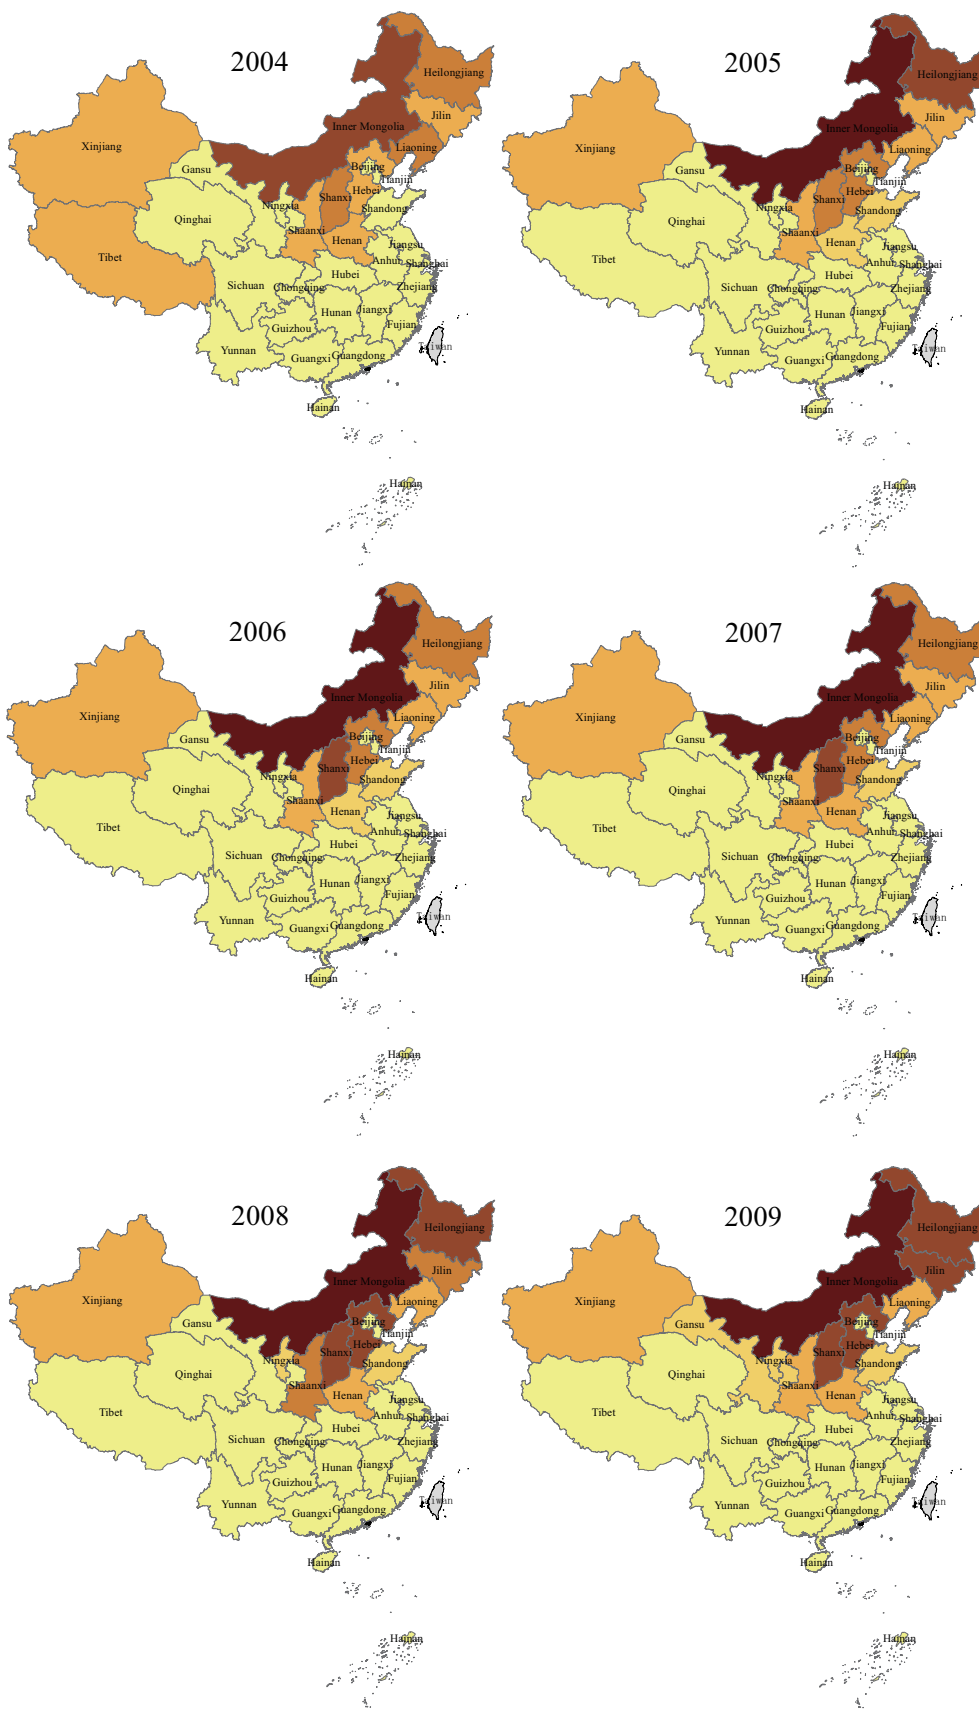 2004
Heilongjiang
Jilin
Inner Mongolia
Xinjiang
Liaoning
Beijing
Gansu
Tianjin
Hebei
Shanxi
Ningxia
Shandong
Qinghai
Shaanxi
Henan
Jiangsu
Tibet
Anhui
Shanghai
Hubei
Sichuan
Chongqing
Zhejiang
Hunan
Jiangxi
Guizhou
Fujian
Yunnan
Guangxi
Guangdong
Taiwan
Hainan
Hainan
2005
Heilongjiang
Jilin
Inner Mongolia
Xinjiang
Liaoning
Beijing
Gansu
Tianjin
Hebei
Shanxi
Ningxia
Shandong
Qinghai
Shaanxi
Henan
Jiangsu
Tibet
Anhui
Shanghai
Hubei
Sichuan
Chongqing
Zhejiang
Hunan
Jiangxi
Guizhou
Fujian
Yunnan
Guangxi
Guangdong
Taiwan
Hainan
Hainan
2006
Heilongjiang
Jilin
Inner Mongolia
Xinjiang
Liaoning
Beijing
Gansu
Tianjin
Hebei
Shanxi
Ningxia
Shandong
Qinghai
Shaanxi
Henan
Jiangsu
Tibet
Anhui
Shanghai
Hubei
Sichuan
Chongqing
Zhejiang
Hunan
Jiangxi
Guizhou
Fujian
Yunnan
Guangxi
Guangdong
Taiwan
Hainan
Hainan
2007
Heilongjiang
Jilin
Inner Mongolia
Xinjiang
Liaoning
Beijing
Gansu
Tianjin
Hebei
Shanxi
Ningxia
Shandong
Qinghai
Shaanxi
Henan
Jiangsu
Tibet
Anhui
Shanghai
Hubei
Sichuan
Chongqing
Zhejiang
Hunan
Jiangxi
Guizhou
Fujian
Yunnan
Guangxi
Guangdong
Taiwan
Hainan
Hainan
2008
Heilongjiang
Jilin
Inner Mongolia
Xinjiang
Liaoning
Beijing
Gansu
Tianjin
Hebei
Shanxi
Ningxia
Shandong
Qinghai
Shaanxi
Henan
Jiangsu
Tibet
Anhui
Shanghai
Hubei
Sichuan
Chongqing
Zhejiang
Hunan
Jiangxi
Guizhou
Fujian
Yunnan
Guangxi
Guangdong
Taiwan
Hainan
Hainan
2009
Heilongjiang
Jilin
Inner Mongolia
Xinjiang
Liaoning
Beijing
Gansu
Tianjin
Hebei
Shanxi
Ningxia
Shandong
Qinghai
Shaanxi
Henan
Jiangsu
Tibet
Anhui
Shanghai
Hubei
Sichuan
Chongqing
Zhejiang
Hunan
Jiangxi
Guizhou
Fujian
Yunnan
Guangxi
Guangdong
Taiwan
Hainan
Hainan